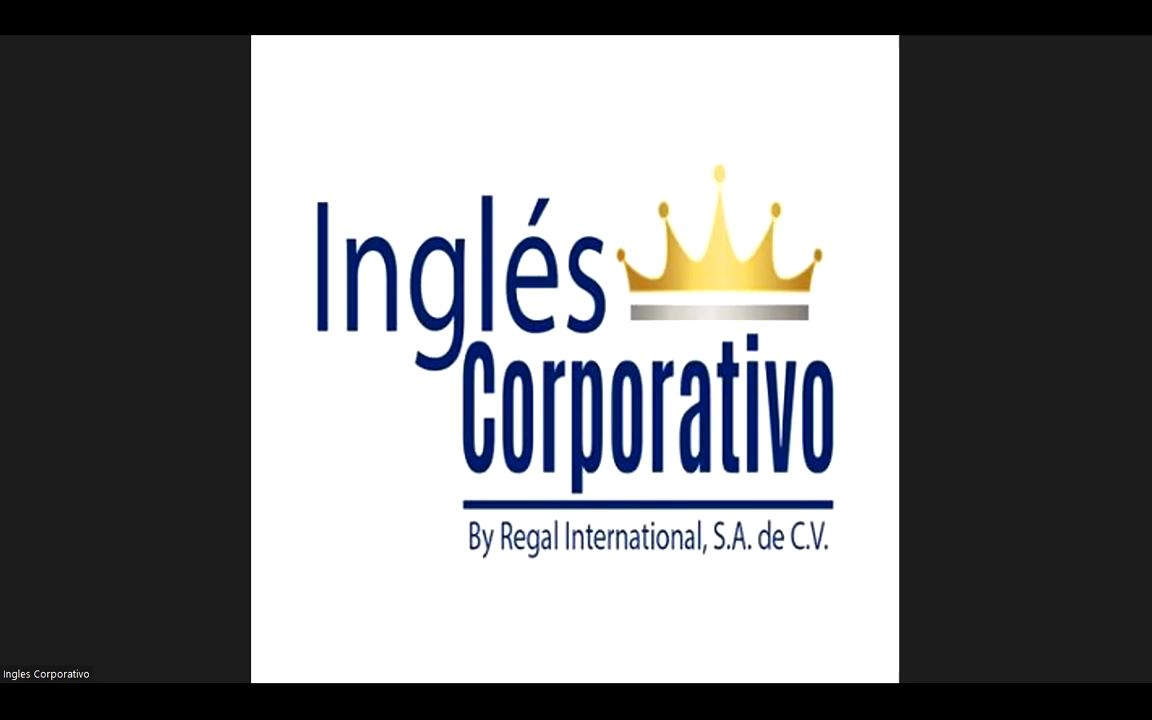 Inglés
Corporativo
By Regal International, S.A. de C.V.
Ingles Corporativo